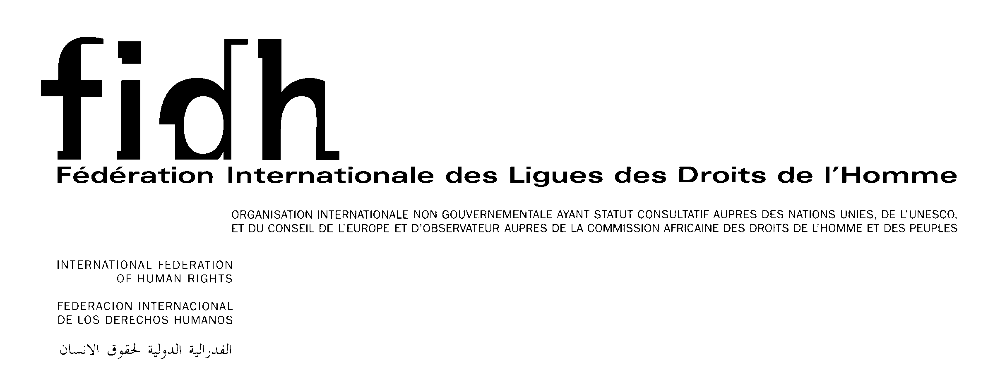 fidh
Fédération Internationale des Ligues des Droits de l'Homme
ORGANISATION INTERNATIONALE NON GOUVERNEMENTALE AYANT STATUT CONSULTATIF AUPRES DES NATIONS UNIES, DE L'UNESCO,
ET DU CONSEIL DE L'EUROPE ET D'OBSERVATEUR AUPRES DE LA COMMISSION AFRICAINE DES DROITS DE L'HOMME ET DES PEUPLES
INTERNATIONAL FEDERATION
OF HUMAN RIGHTS
FEDERACION INTERNACIONAL
DE LOS DERECHOS HUMANOS
الفدرالية الدولية لحقوق الانسان